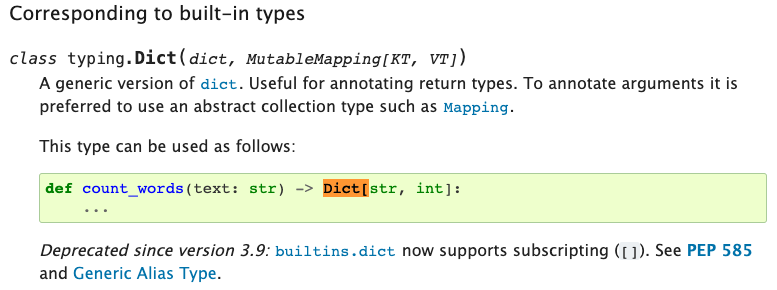 Corresponding to built-in types
class typing.Dict(dict, MutableMapping[KT, VT])
A generic version of dict. Useful for annotating return types. To annotate arguments it is
preferred to use an abstract collection type such as Mapping.
This type can be used as follows:
def count_words(text: str) -> Dict[str, int]:
    ...
Deprecated since version 3.9: builtins.dict now supports subscripting ([]). See PEP 585
and Generic Alias Type.